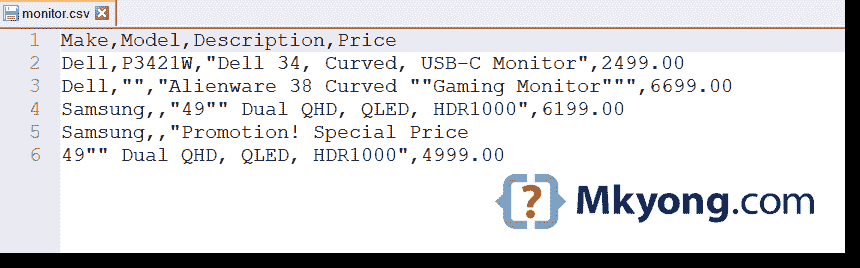 monitor.csv
1 Make,Model,Description,Price
2 Dell,P3421W,"Dell 34, Curved, USB-C Monitor",2499.00
3 Dell,"","Alienware 38 Curved ""Gaming Monitor""",6699.00
4 Samsung,,"49"" Dual QHD, QLED, HDR1000",6199.00
5 Samsung,,"Promotion! Special Price
6 49"" Dual QHD, QLED, HDR1000",4999.00
Mkyong.com